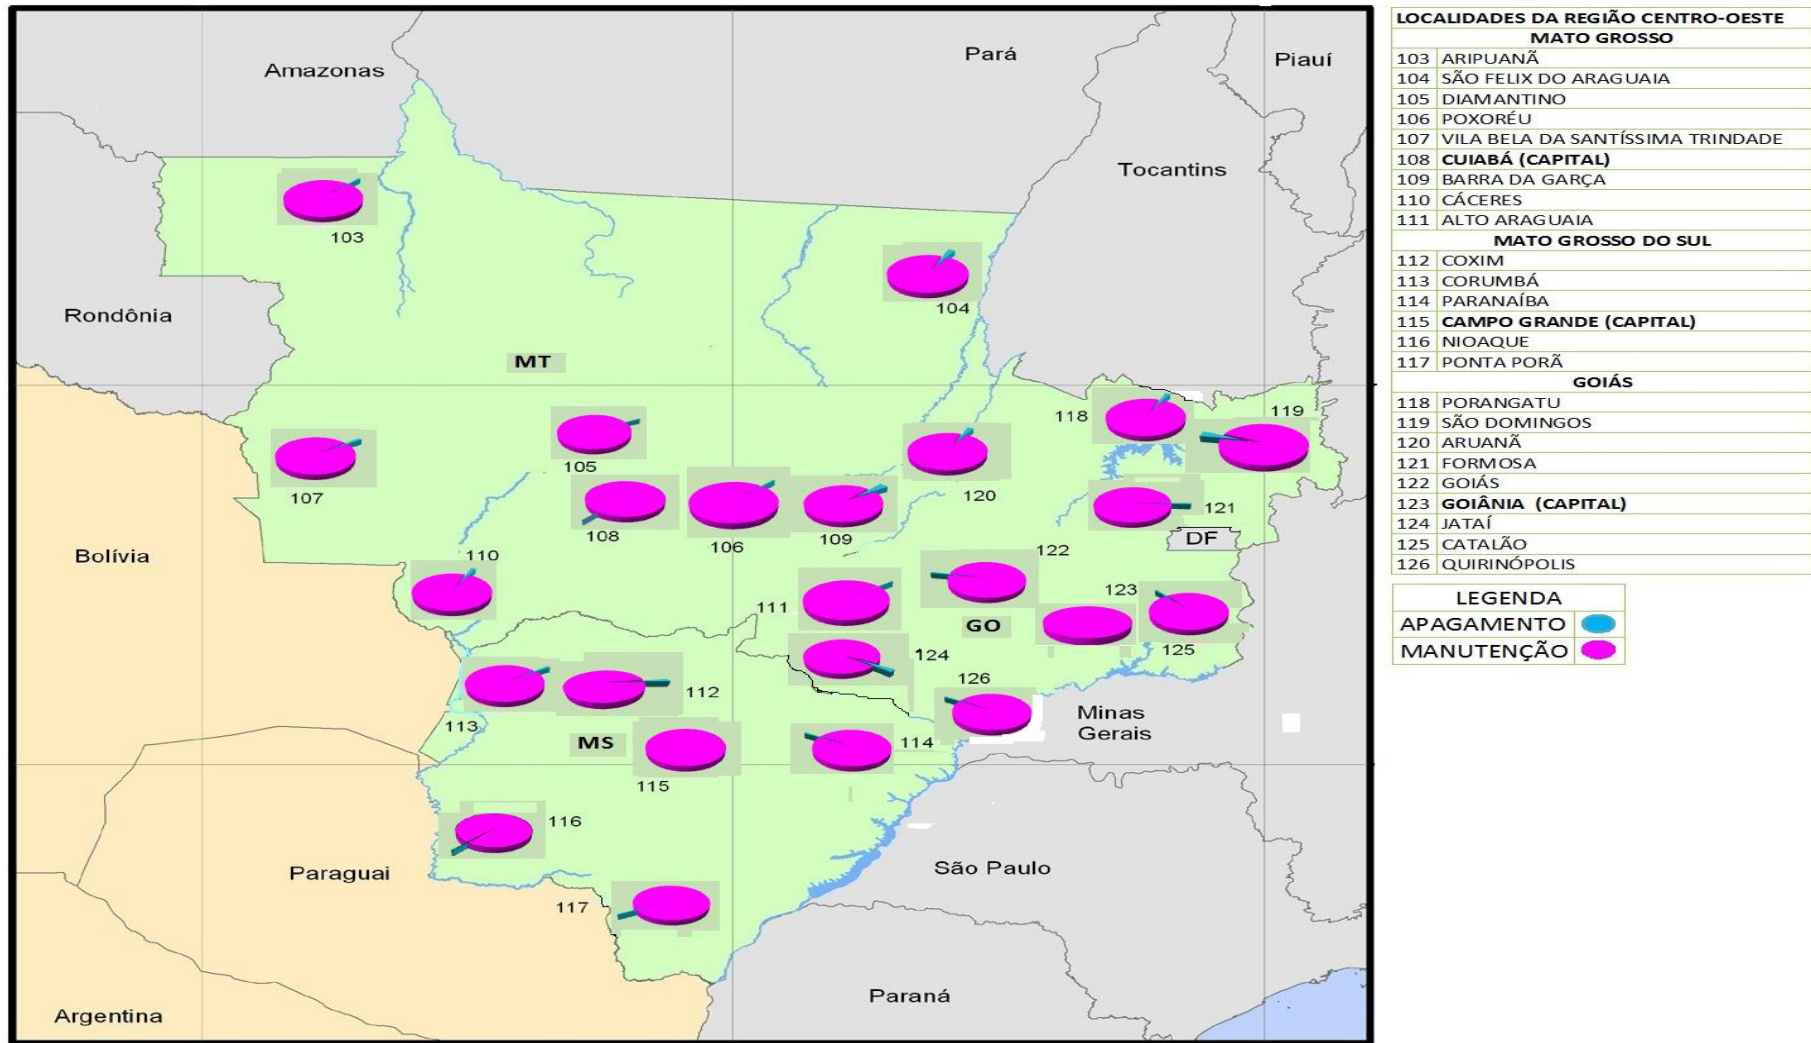 Amazonas
Pará
Piauí
Tocantins
Rondônia
MT
Bolívia
DF
GO
MS
Minas
Gerais
Paraguai
São Paulo
Paraná
Argentina
103
104
118
119
105
107
120
121
108
106
109
110
122
111
123
124
125
126
112
113
114
115
116
117
LOCALIDADES DA REGIÃO CENTRO-OESTE
MATO GROSSO
103 ARIPUANÃ
104 SÃO FELIX DO ARAGUAIA
105 DIAMANTINO
106 POXORÉU
107 VILA BELA DA SANTÍSSIMA TRINDADE
108 CUIABÁ (CAPITAL)
109 BARRA DA GARÇA
110 CÁCERES
111 ALTO ARAGUAIA
MATO GROSSO DO SUL
112 COXIM
113 CORUMBÁ
114 PARANAÍBA
115 CAMPO GRANDE (CAPITAL)
116 NIOAQUE
117 PONTA PORÃ
GOIÁS
118 PORANGATU
119 SÃO DOMINGOS
120 ARUANÃ
121 FORMOSA
122 GOIÁS
123 GOIÂNIA (CAPITAL)
124 JATAÍ
125 CATALÃO
126 QUIRINÓPOLIS
LEGENDA
APAGAMENTO
MANUTENÇÃO